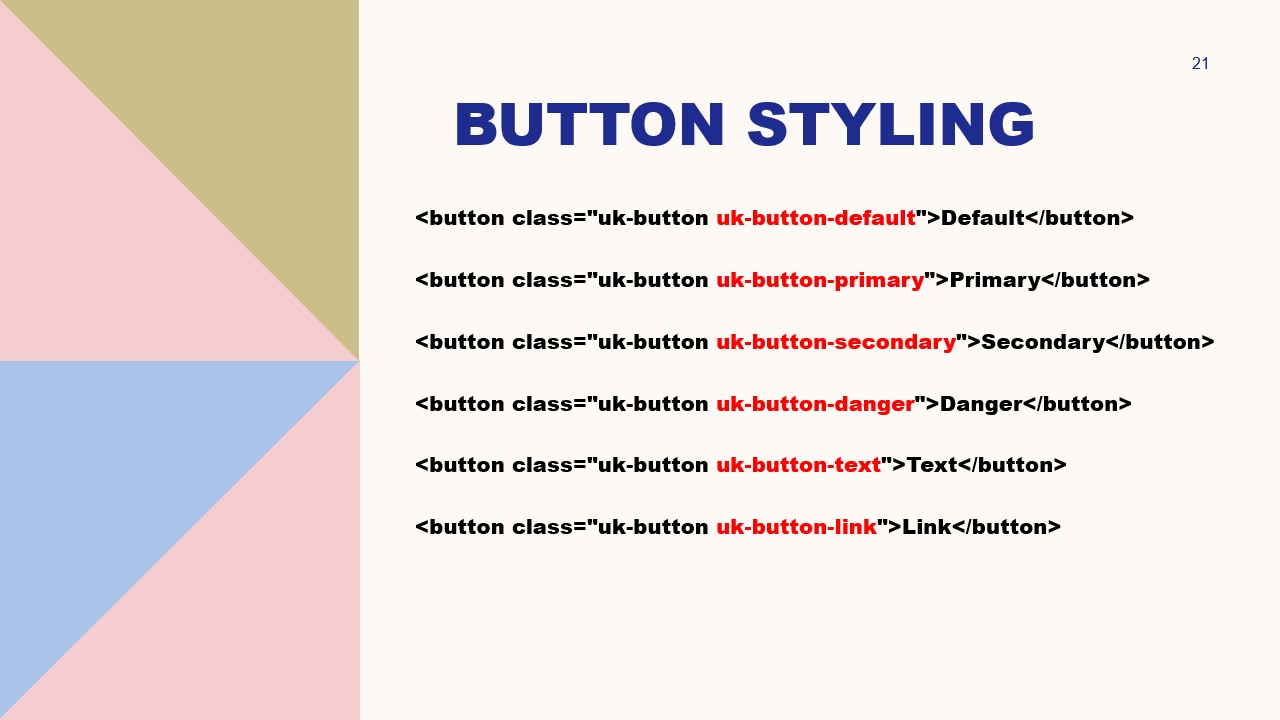 21
BUTTON STYLING
<button class="uk-button uk-button-default">Default</button>
<button class="uk-button uk-button-primary">Primary</button>
<button class="uk-button uk-button-secondary">Secondary</button>
<button class="uk-button uk-button-danger">Danger</button>
<button class="uk-button uk-button-text">Text</button>
<button class="uk-button uk-button-link">Link</button>